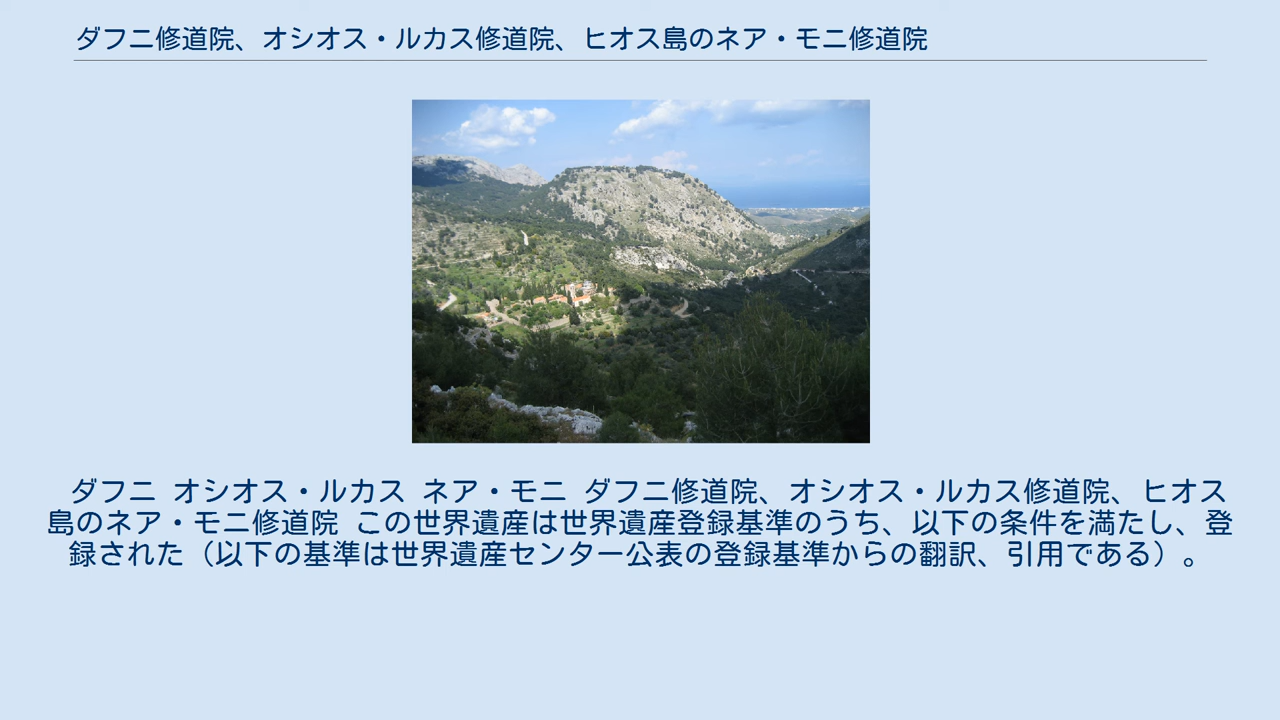 ダフニ修道院、オシオス・ルカス修道院、ヒオス島のネア・モニ修道院
ダフニ オシオス・ルカス ネア・モニ ダフニ修道院、オシオス・ルカス修道院、ヒオス
島のネア・モニ修道院 この世界遺産は世界遺産登録基準のうち、以下の条件を満たし、登
録された（以下の基準は世界遺産センター公表の登録基準からの翻訳、引用である）。